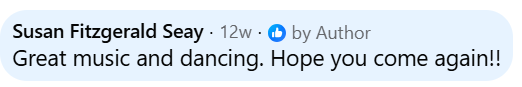 Susan Fitzgerald Seay · 12w · by Author
Great music and dancing. Hope you come again!!